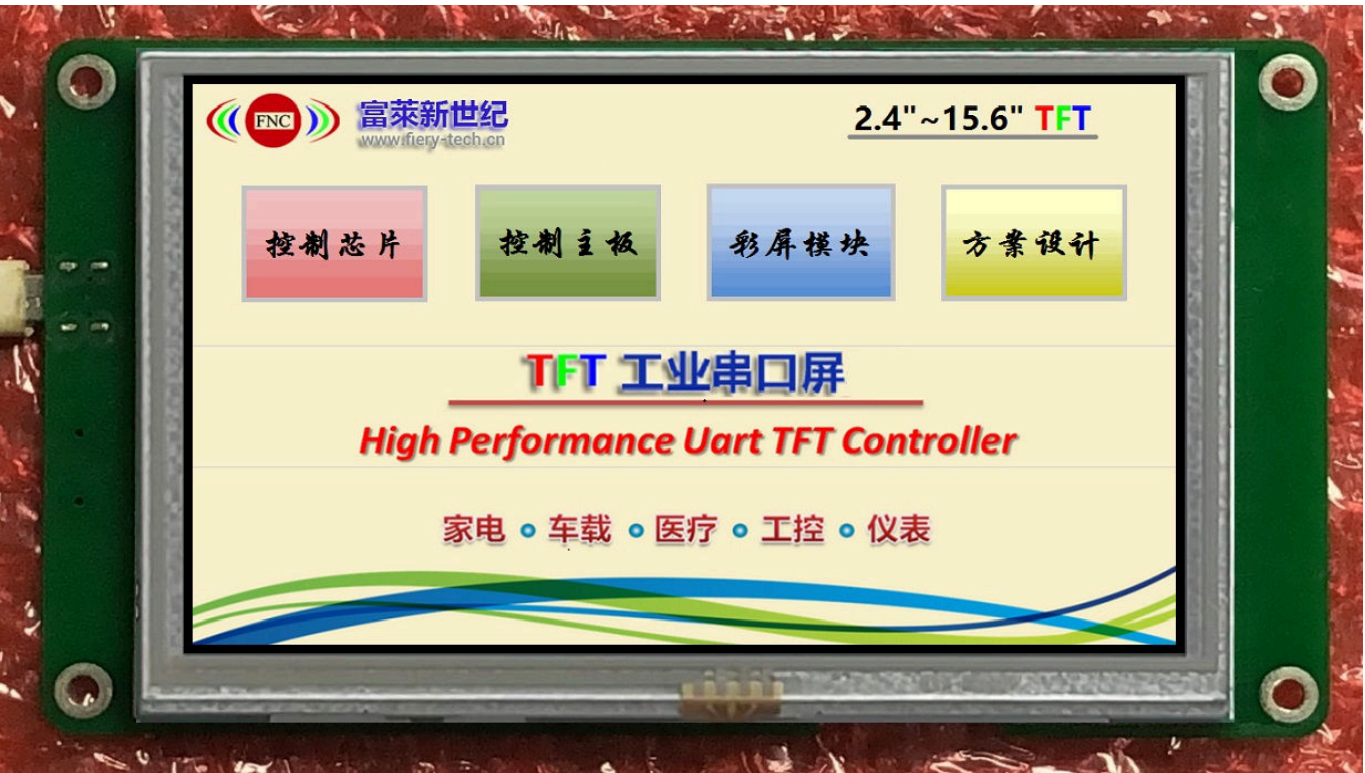 FNC 富莱新世纪
www.fiery-tech.cn
2.4"~15.6" TFT
控制芯片 控制主板 彩屏模块 方案设计
TFT 工业串口屏
High Performance Uart TFT Controller
家电 • 车载 • 医疗 • 工控 • 仪表